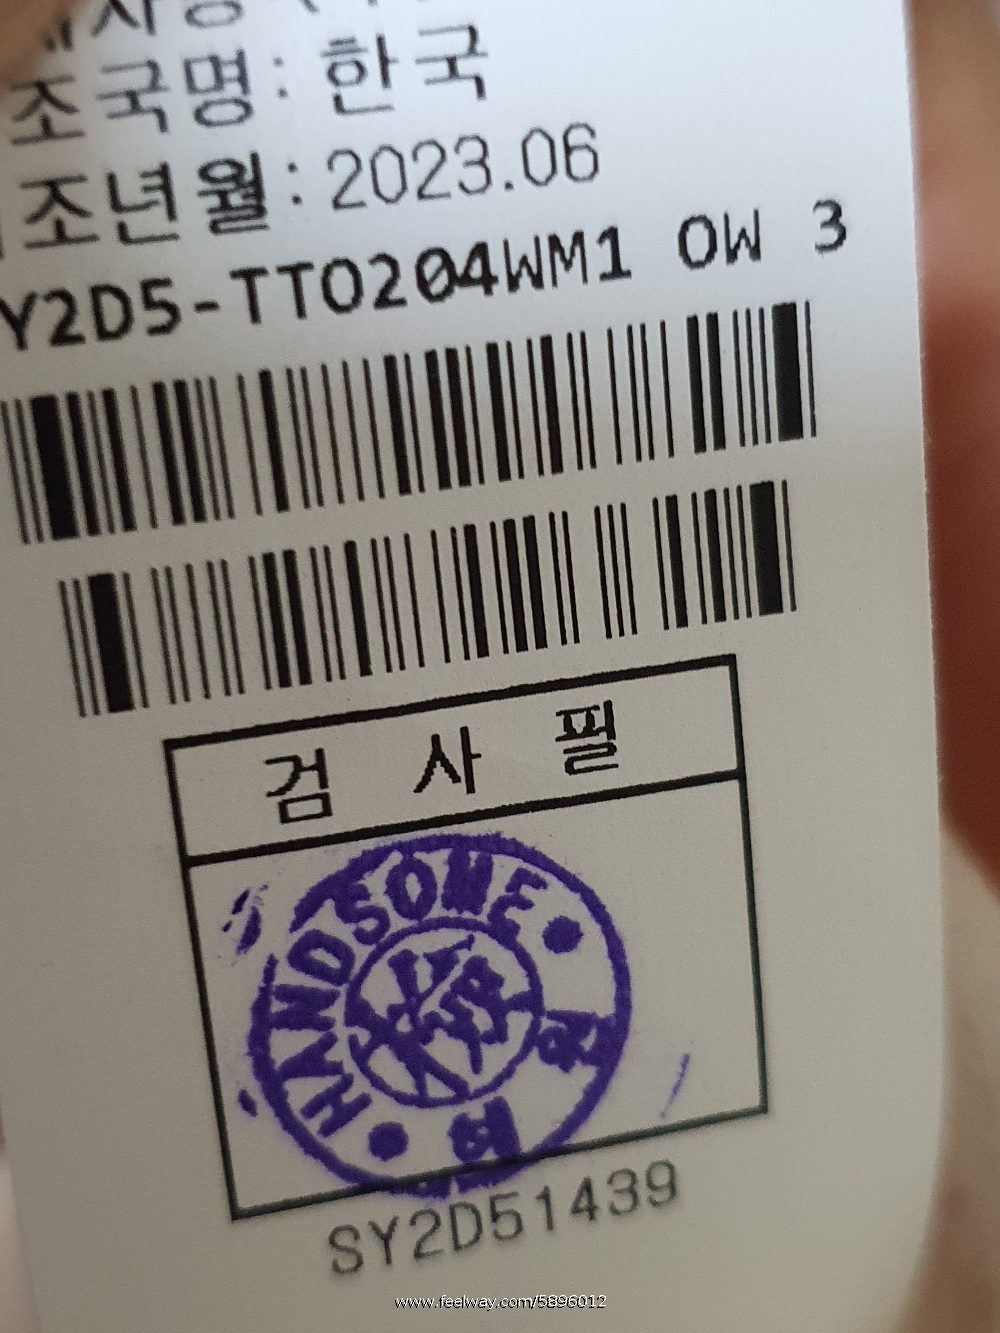 조국명: 한국
조년월: 2023.06
Y2D5-TTO204WM1 OW 3
검 사 필
HANDSOME
SY2D51439
www.feelway.com/5896012